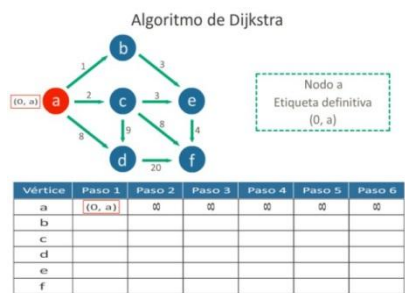 Algoritmo de Dijkstra
b
1
3
(0, a)
a
2
c
3
e
8
9
8
4
d
20
f
Nodo a
Etiqueta definitiva
(0, a)
Vértice Paso 1 Paso 2 Paso 3 Paso 4 Paso 5 Paso 6
a (0, a) ∞ ∞ ∞ ∞ ∞
b
c
d
e
f